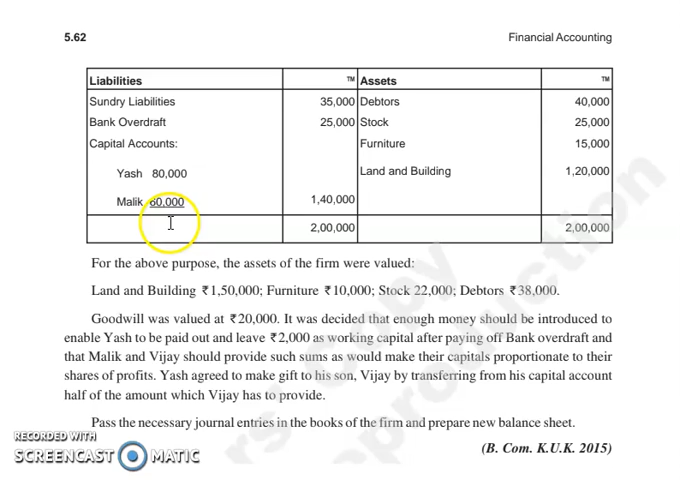 5.62 Financial Accounting
Liabilities TM Assets TM
Sundry Liabilities 35,000 Debtors 40,000
Bank Overdraft 25,000 Stock 25,000
Capital Accounts: Furniture 15,000
Yash 80,000 Land and Building 1,20,000
Malik 60,000 1,40,000
2,00,000 2,00,000
For the above purpose, the assets of the firm were valued:
Land and Building ₹1,50,000; Furniture ₹10,000; Stock 22,000; Debtors ₹38,000.
Goodwill was valued at ₹20,000. It was decided that enough money should be introduced to
enable Yash to be paid out and leave ₹2,000 as working capital after paying off Bank overdraft and
that Malik and Vijay should provide such sums as would make their capitals proportionate to their
shares of profits. Yash agreed to make gift to his son, Vijay by transferring from his capital account
half of the amount which Vijay has to provide.
Pass the necessary journal entries in the books of the firm and prepare new balance sheet.
(B. Com. K.U.K. 2015)
RECORDED WITH
SCREENCAST MATIC